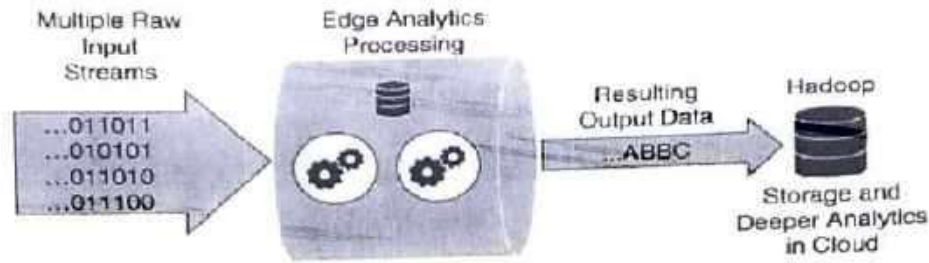 Multiple Raw
Input
Streams
...011011
...010101
...011010
...011100
Edge Analytics
Processing
Resulting
Output Data
...ABBC
Hadoop
Storage and
Deeper Analytics
in Cloud